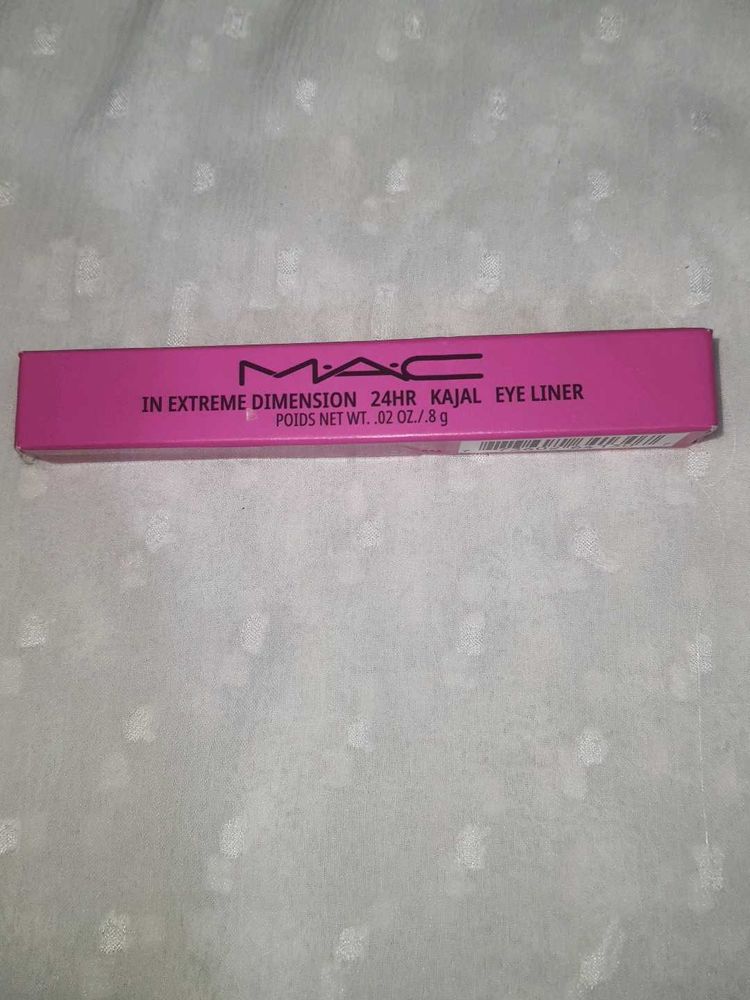 M·A·C
IN EXTREME DIMENSION 24HR KAJAL EYE LINER
POIDS NET WT. .02 OZ./.8 g